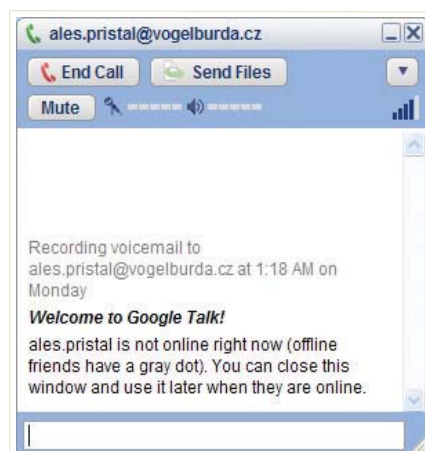 ales.pristal@vogelburda.cz
End Call Send Files
Mute
Recording voicemail to
ales.pristal@vogelburda.cz at 1:18 AM on
Monday
Welcome to Google Talk!
ales.pristal is not online right now (offline
friends have a gray dot). You can close this
window and use it later when they are online.